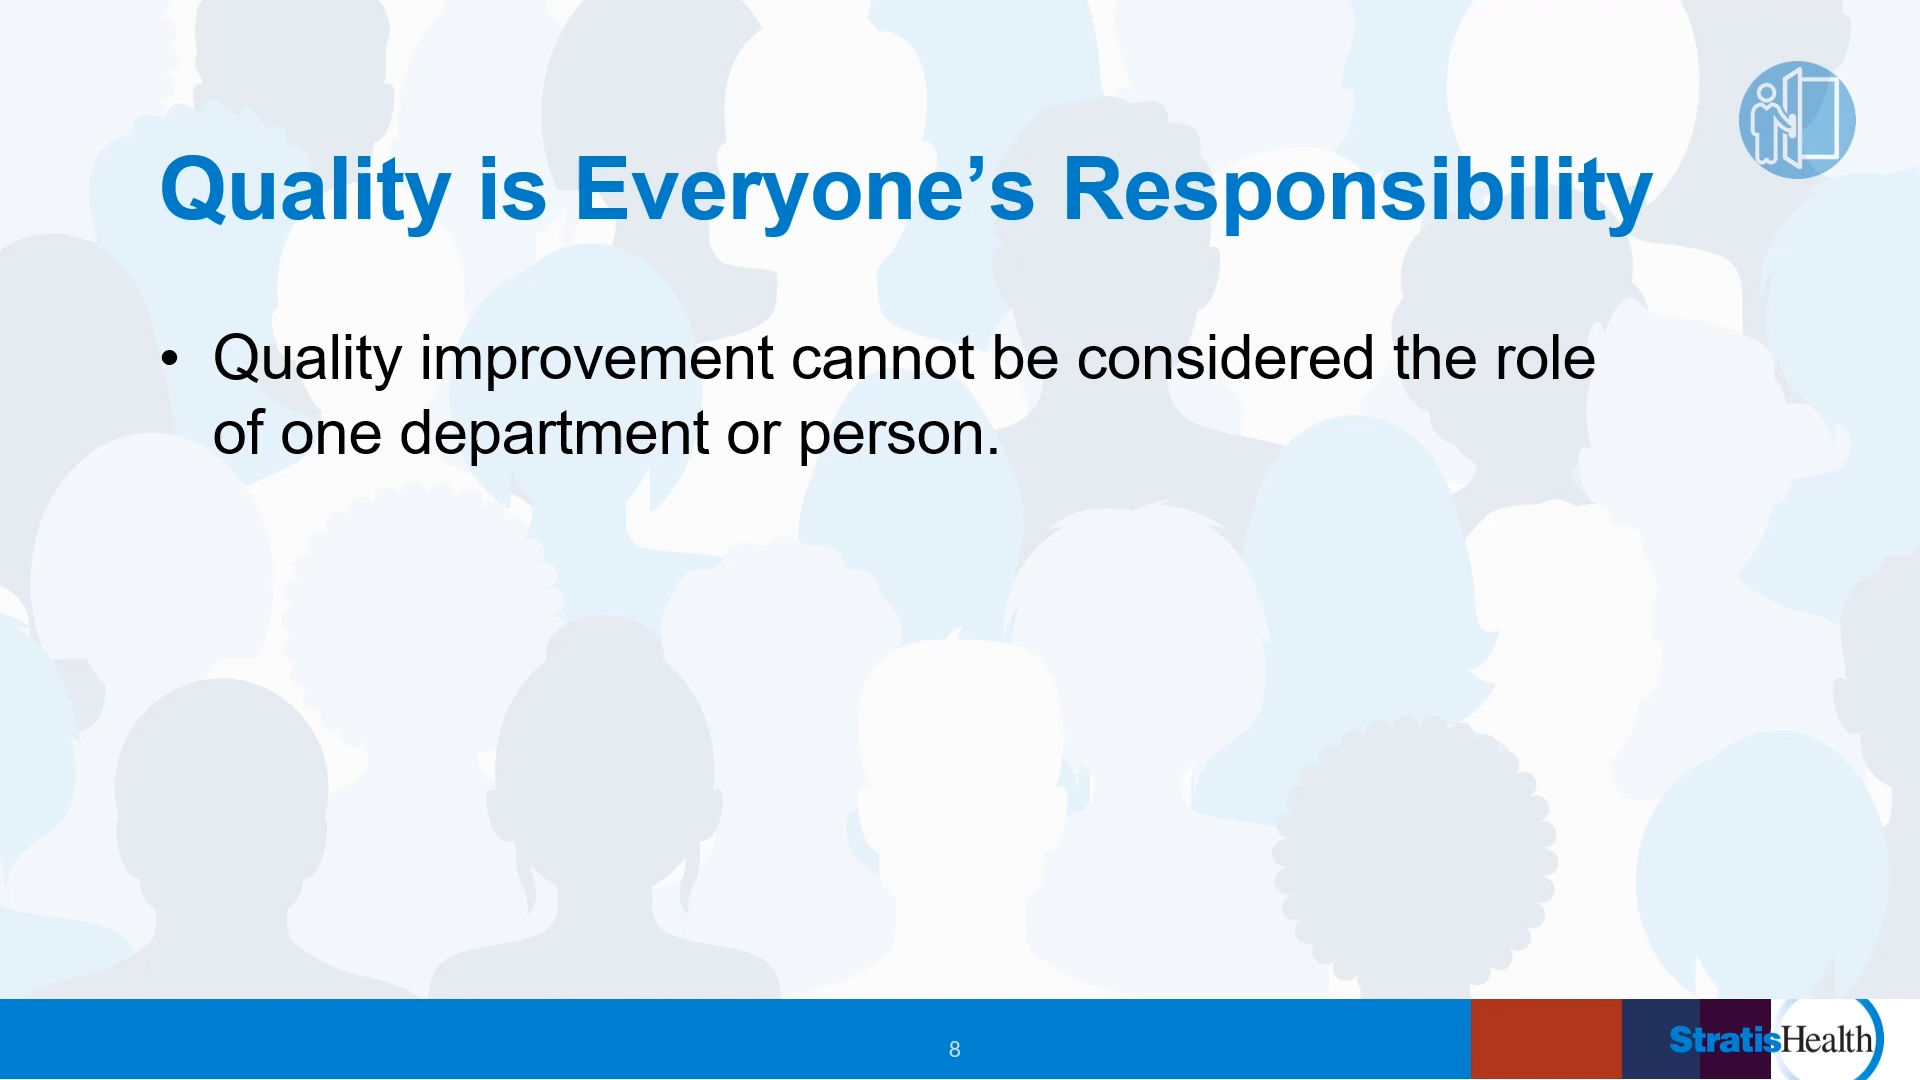 Quality is Everyone’s Responsibility
• Quality improvement cannot be considered the role
of one department or person.
8
StratisHealth